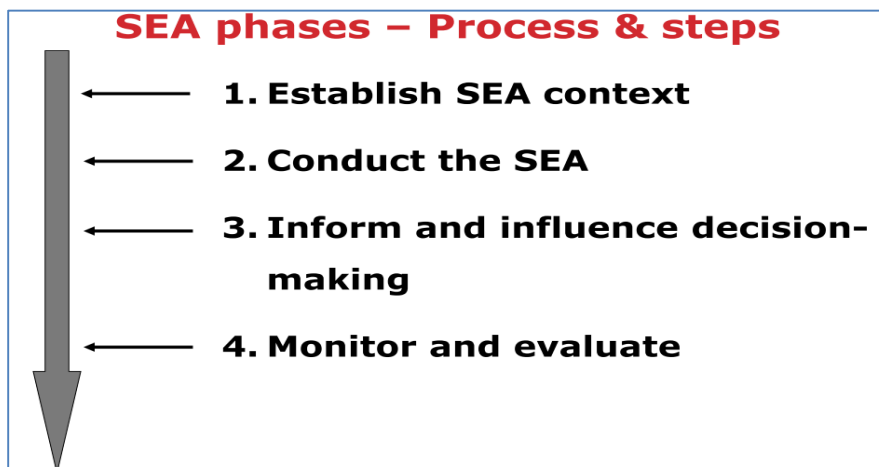 SEA phases – Process & steps
1. Establish SEA context
2. Conduct the SEA
3. Inform and influence decision-
making
4. Monitor and evaluate